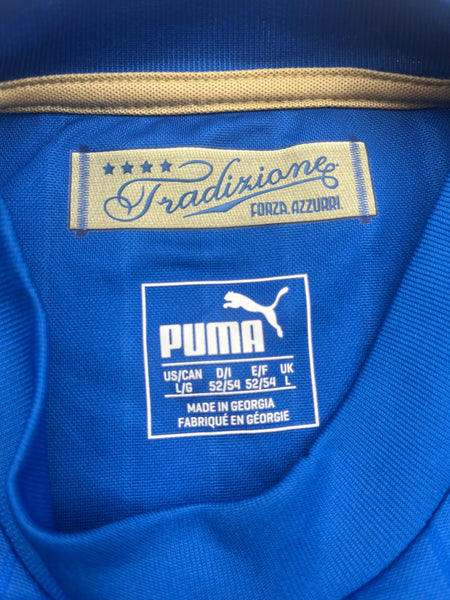 ★★★★ Tradizione
FORZA AZZURRI
PUMA
US/CAN D/I E/F UK
L/G 52/54 52/54 L
MADE IN GEORGIA
FABRIQUÉ EN GÉORGIE